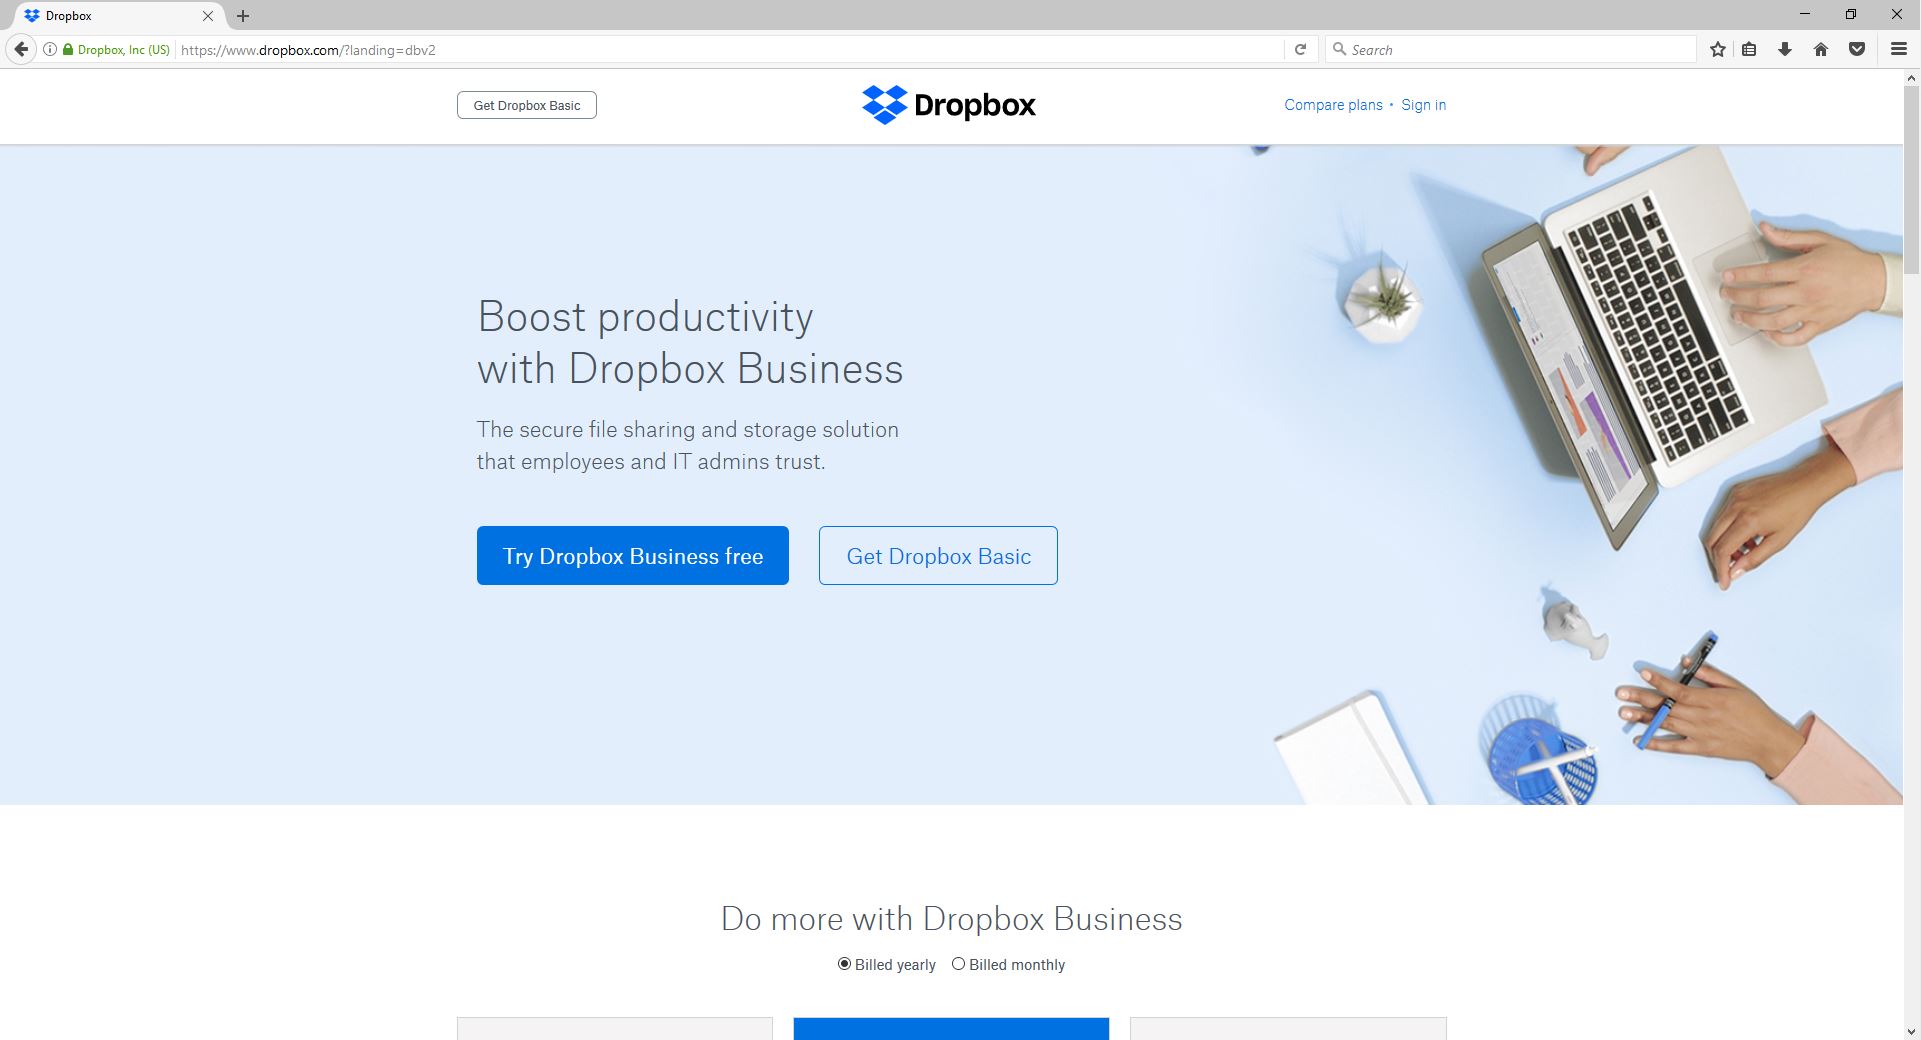 Dropbox
Dropbox, Inc (US)
https://www.dropbox.com/?landing=dbv2
Search
Get Dropbox Basic
Dropbox
Compare plans • Sign in
Boost productivity
with Dropbox Business
The secure file sharing and storage solution
that employees and IT admins trust.
Try Dropbox Business free
Get Dropbox Basic
Do more with Dropbox Business
Billed yearly
Billed monthly